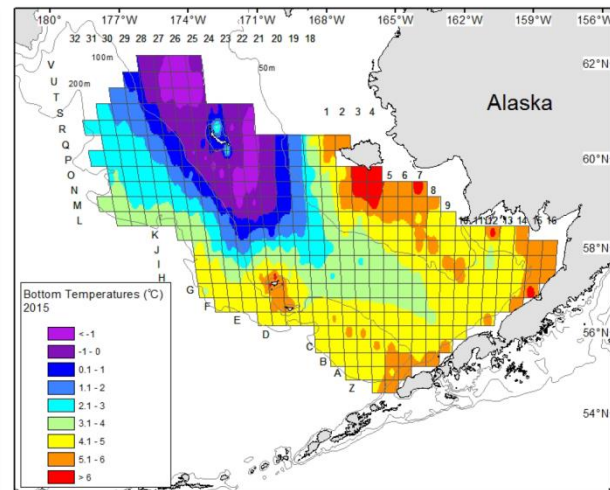 180° 177°W 174°W 171°W 168°W 165°W 162°W 159°W 156°W
32 31 30 29 28 27 26 25 24 23 22 21 20 19 18
62°N
V
100m
50m
U
200m
T
S
1 2 3 4
Alaska
R
Q
60°N
P
O
5 6 7
N
8
M
9
L
10 11 12 13 14 15 16
K
58°N
J
I
H
G
F
E
D
C
B
A
Z
56°N
54°N
Bottom Temperatures (°C)
2015
< -1
-1 - 0
0.1 - 1
1.1 - 2
2.1 - 3
3.1 - 4
4.1 - 5
5.1 - 6
> 6